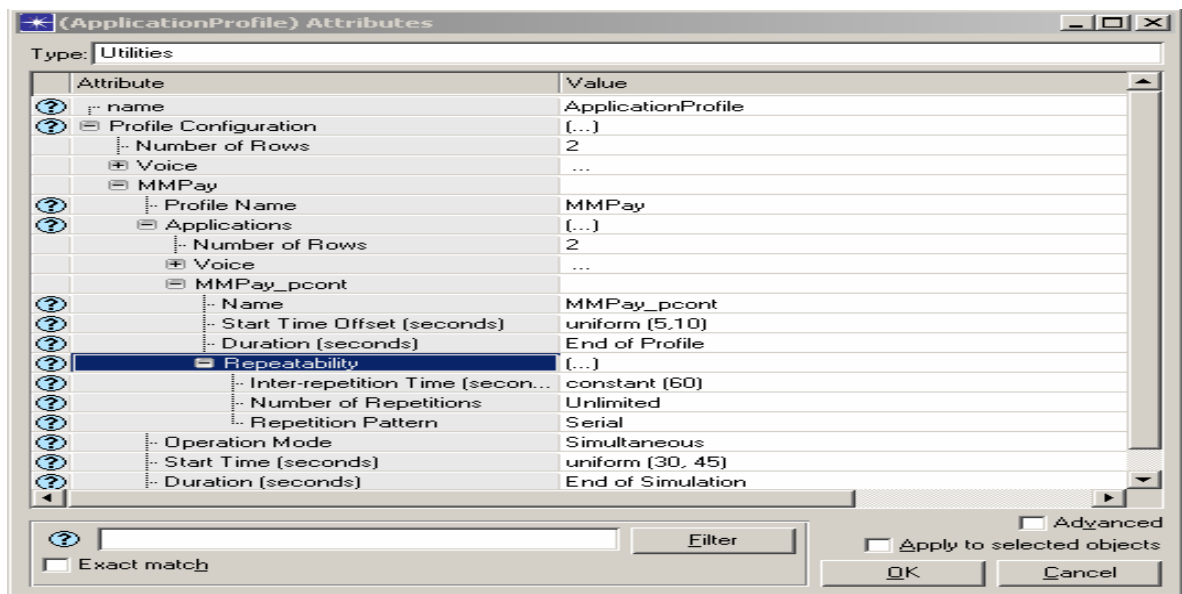 (ApplicationProfile) Attributes
Type: Utilities
Attribute Value
name ApplicationProfile
Profile Configuration (...)
Number of Rows 2
Voice ...
MMPay
Profile Name MMPay
Applications (...)
Number of Rows 2
Voice ...
MMPay_pcont
Name MMPay_pcont
Start Time Offset (seconds) uniform (5,10)
Duration (seconds) End of Profile
Repeatability (...)
Inter-repetition Time (secon... constant (60)
Number of Repetitions Unlimited
Repetition Pattern Serial
Operation Mode Simultaneous
Start Time (seconds) uniform (30, 45)
Duration (seconds) End of Simulation
Advanced
Filter
Apply to selected objects
Exact match
OK Cancel